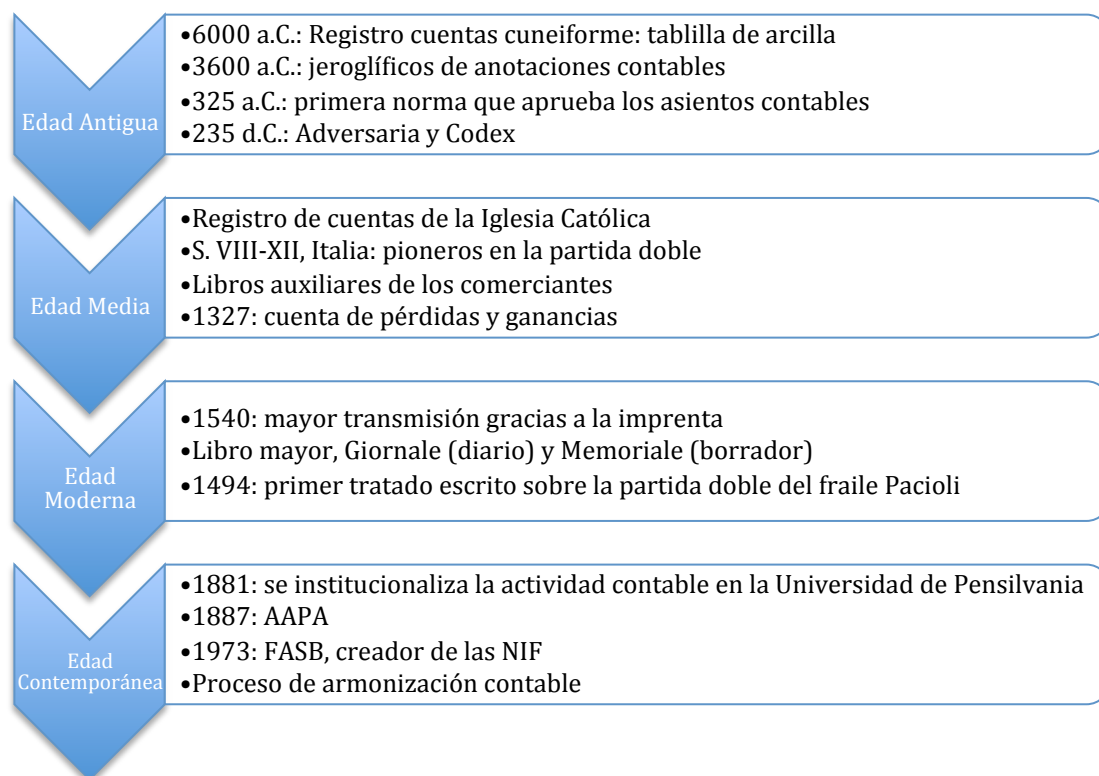 Edad Antigua
•6000 a.C.: Registro cuentas cuneiforme: tablilla de arcilla
•3600 a.C.: jeroglíficos de anotaciones contables
•325 a.C.: primera norma que aprueba los asientos contables
•235 d.C.: Adversaria y Codex
Edad Media
•Registro de cuentas de la Iglesia Católica
•S. VIII-XII, Italia: pioneros en la partida doble
•Libros auxiliares de los comerciantes
•1327: cuenta de pérdidas y ganancias
Edad
Moderna
•1540: mayor transmisión gracias a la imprenta
•Libro mayor, Giornale (diario) y Memoriale (borrador)
•1494: primer tratado escrito sobre la partida doble del fraile Pacioli
Edad
Contemporánea
•1881: se institucionaliza la actividad contable en la Universidad de Pensilvania
•1887: AAPA
•1973: FASB, creador de las NIF
•Proceso de armonización contable